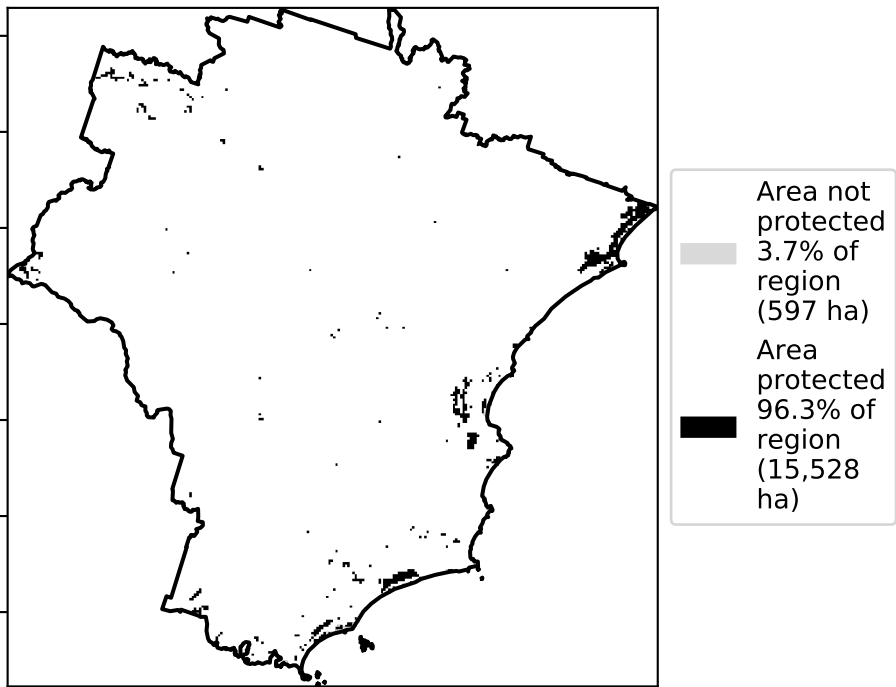 Area not
protected
3.7% of
region
(597 ha)
Area
protected
96.3% of
region
(15,528
ha)